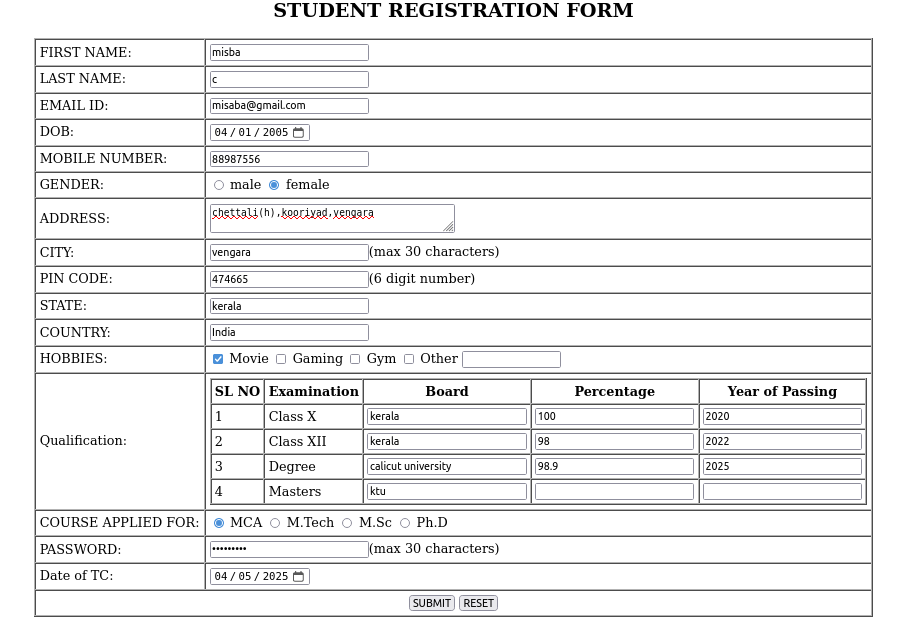 STUDENT REGISTRATION FORM
FIRST NAME: misba
LAST NAME: c
EMAIL ID: misaba@gmail.com
DOB: 04/01/2005
MOBILE NUMBER: 88987556
GENDER: male female
ADDRESS: chettali(h),kooriyad,vengara
CITY: vengara (max 30 characters)
PIN CODE: 474665 (6 digit number)
STATE: kerala
COUNTRY: India
HOBBIES: Movie Gaming Gym Other
Qualification:
SL NO Examination Board Percentage Year of Passing
1 Class X kerala 100 2020
2 Class XII kerala 98 2022
3 Degree calicut university 98.9 2025
4 Masters ktu
COURSE APPLIED FOR: MCA M.Tech M.Sc Ph.D
PASSWORD: ••••••••• (max 30 characters)
Date of TC: 04/05/2025
SUBMIT RESET